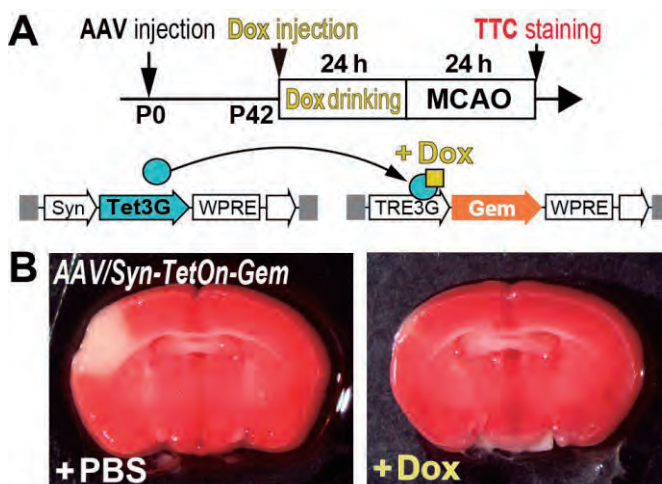 A
AAV injection Dox injection TTC staining
24 h 24 h
Dox drinking MCAO
P0 P42
+ Dox
Syn Tet3G WPRE TRE3G Gem WPRE
B AAV/Syn-TetOn-Gem
+ PBS + Dox